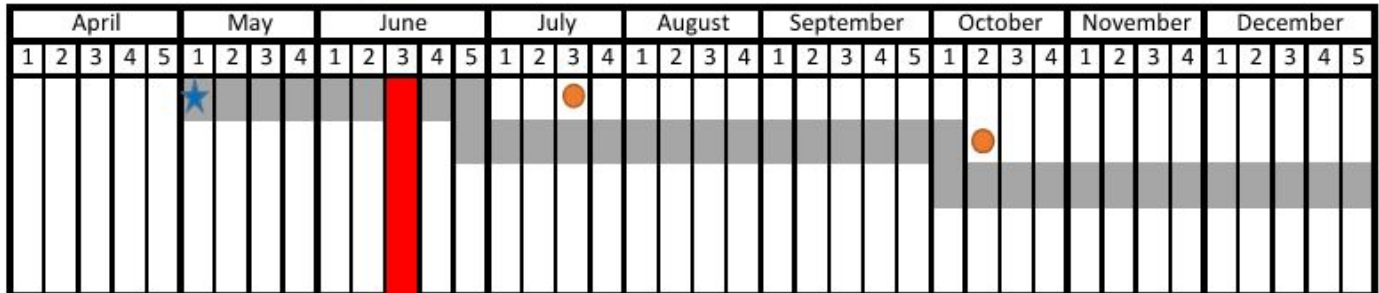 April May June July August September October November December
1 2 3 4 5 1 2 3 4 1 2 3 4 5 1 2 3 4 1 2 3 4 1 2 3 4 5 1 2 3 4 1 2 3 4 1 2 3 4 5